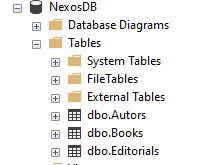 NexosDB
Database Diagrams
Tables
System Tables
FileTables
External Tables
dbo.Autors
dbo.Books
dbo.Editorials